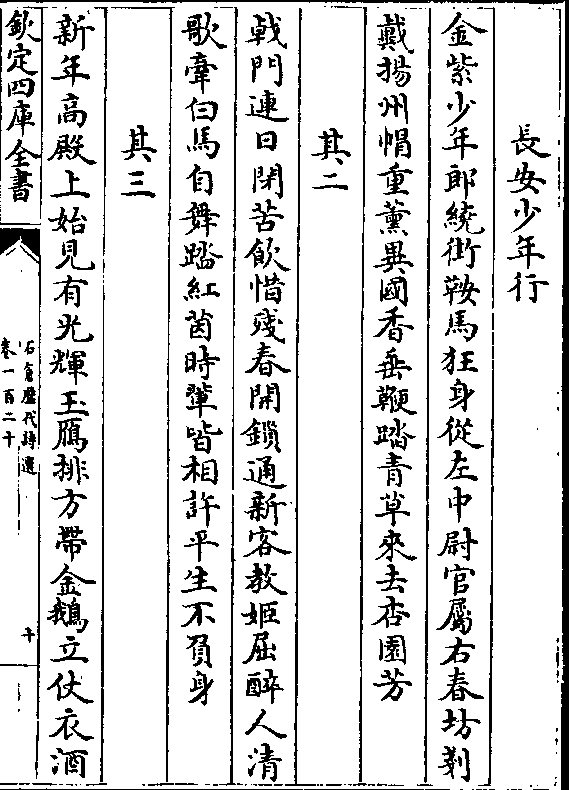 長安少年行
金紫少年郎繞街鞍馬狂身從左中尉官屬右春坊剗
戴揚州帽重薰異國香垂鞭踏青草來去杏園芳
其二
戟門連日閉苦飲惜殘春開鎖通新客教姬屈醉人清
歌牽白馬自舞踏紅茵時輩皆相許平生不負身
其三
新年高殿上始見有光輝玉鴈排方帶金鵝立仗衣酒
欽定四庫全書
石倉歷代詩選
卷一百二十
十